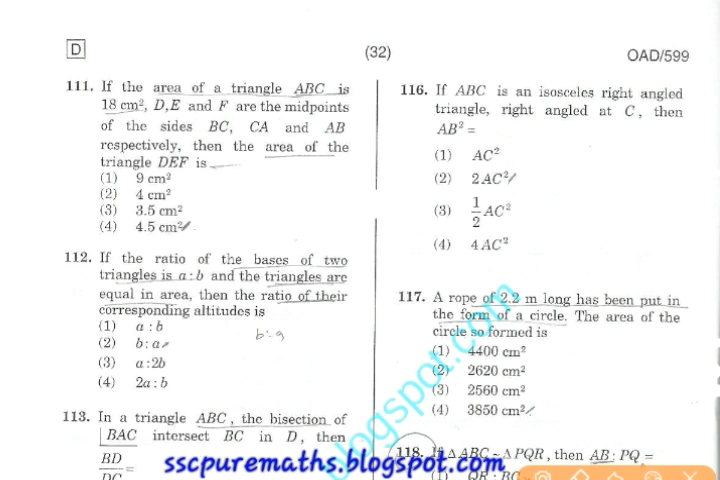 D
(32)
OAD/599
111. If the area of a triangle ABC is
18 cm², D,E and F are the midpoints
of the sides BC, CA and AB
respectively, then the area of the
triangle DEF is
(1) 9 cm²
(2) 4 cm²
(3) 3.5 cm²
(4) 4.5 cm²
112. If the ratio of the bases of two
triangles is a : b and the triangles are
equal in area, then the ratio of their
corresponding altitudes is
(1) a : b
(2) b : a
(3) a : 2b
(4) 2a : b
b : a
113. In a triangle ABC, the bisection of
BAC intersect BC in D, then
BD
DC =
116. If ABC is an isosceles right angled
triangle, right angled at C, then
AB² =
(1) AC²
(2) 2AC²
(3) 1/2 AC²
(4) 4AC²
117. A rope of 2.2 m long has been put in
the form of a circle. The area of the
circle so formed is
(1) 4400 cm²
(2) 2620 cm²
(3) 2560 cm²
(4) 3850 cm²
118. If Δ ABC ~ Δ PQR, then AB : PQ =
(1) QR : BC
sscpuremaths.blogspot.com
logspot.com